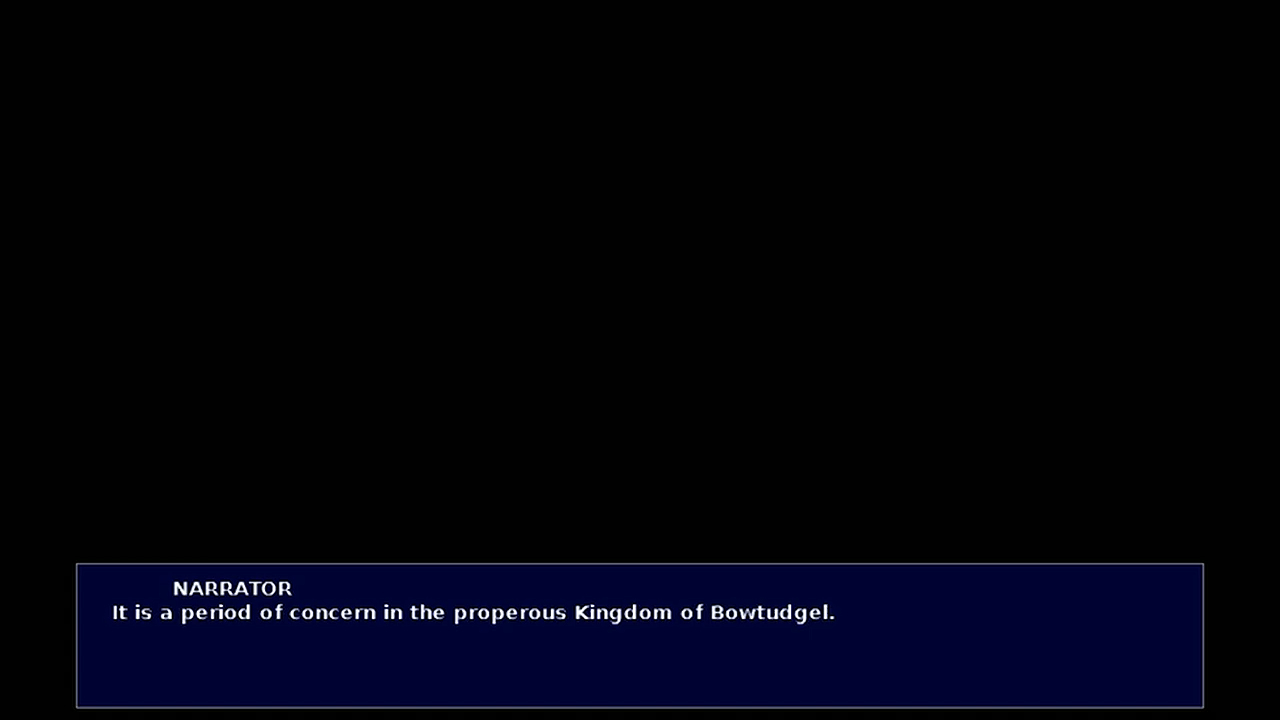 NARRATOR
It is a period of concern in the properous Kingdom of Bowtudgel.